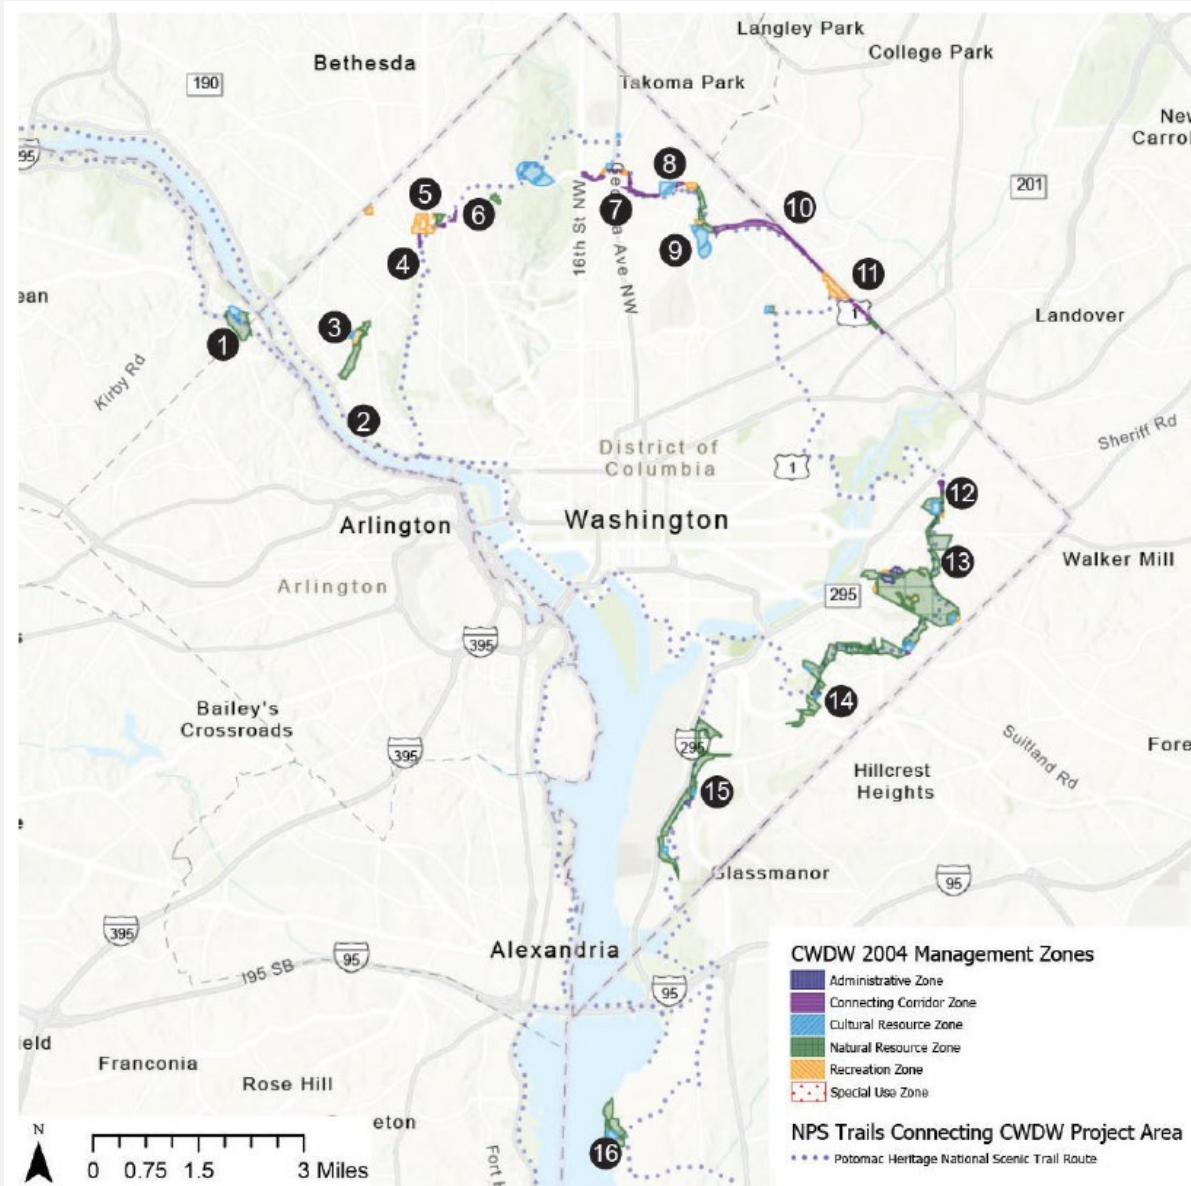 Langley Park
College Park
Bethesda
Takoma Park
190
New
Carrol
95
201
8
5
6
16th St NW
7
10
9
4
11
ean
3
1
1
Landover
Kirby Rd
2
Sheriff Rd
District of
Columbia
1
12
Arlington
Washington
13
Walker Mill
Arlington
295
395
14
Bailey's
Crossroads
295
Suitland Rd
Fore
395
Hillcrest
Heights
15
Glassmanor
95
395
Alexandria
95
I95 SB
95
ield
Franconia
Rose Hill
eton
Fort H
16
CWDW 2004 Management Zones
Administrative Zone
Connecting Corridor Zone
Cultural Resource Zone
Natural Resource Zone
Recreation Zone
Special Use Zone
NPS Trails Connecting CWDW Project Area
Potomac Heritage National Scenic Trail Route
N
0 0.75 1.5 3 Miles